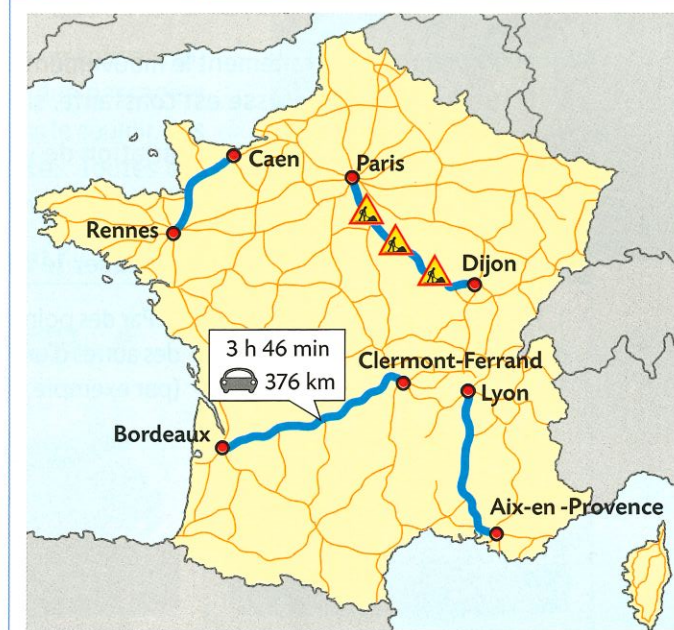 Caen
Paris
Rennes
Dijon
3 h 46 min
376 km
Clermont-Ferrand
Lyon
Bordeaux
Aix-en -Provence